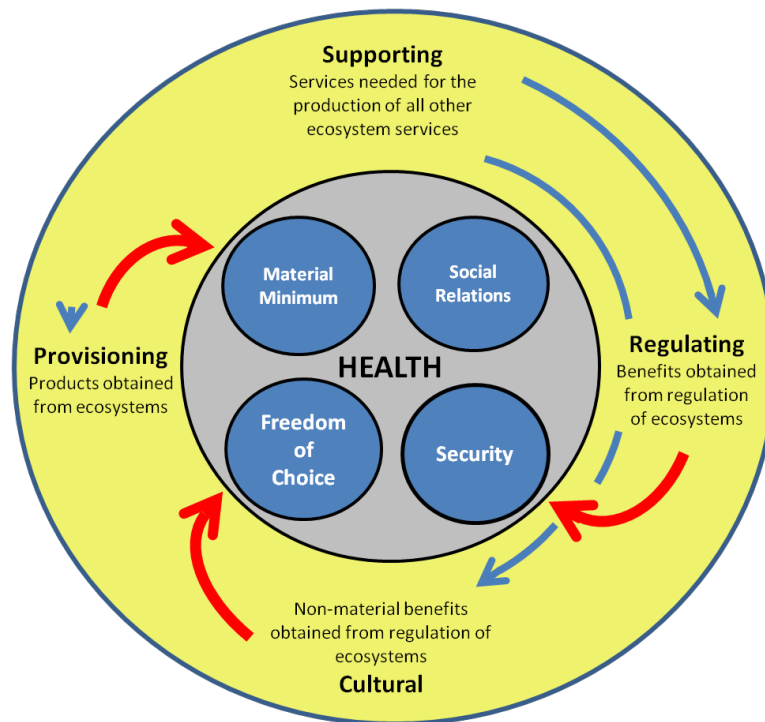 Supporting
Services needed for the
production of all other
ecosystem services
Material
Minimum
Social
Relations
Provisioning
Products obtained
from ecosystems
HEALTH
Regulating
Benefits obtained
from regulation
of ecosystems
Freedom
of
Choice
Security
Non-material benefits
obtained from regulation of
ecosystems
Cultural